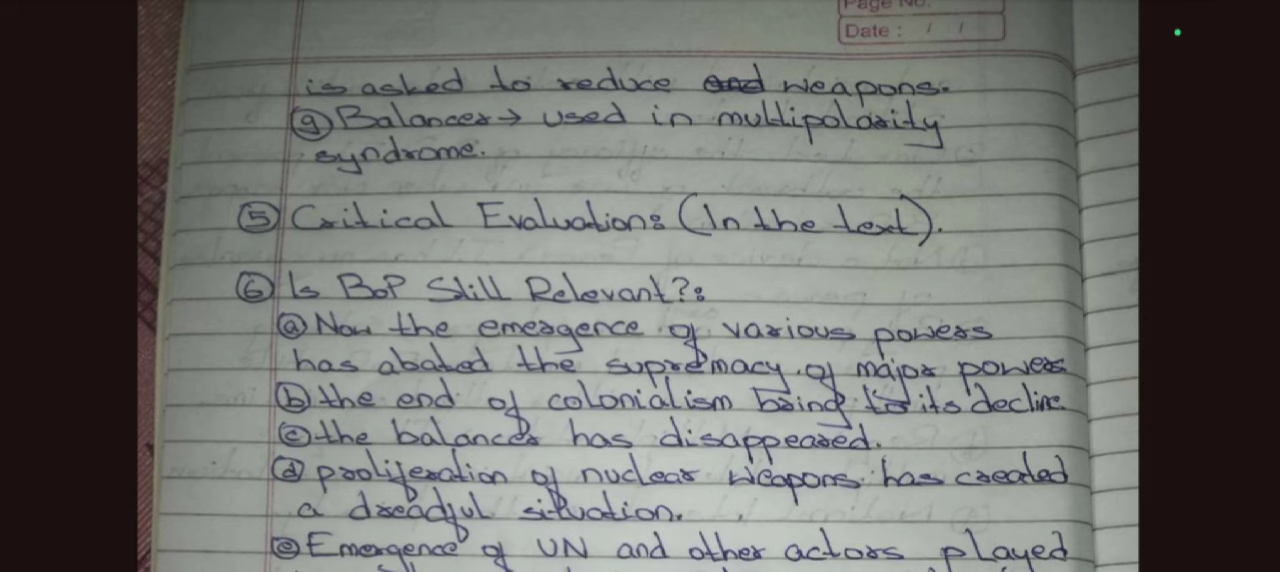 Page No.
Date : / /
is asked to reduce and weapons.
(g) Balancer → used in multipolarity
syndrome.
(5) Critical Evaluation: (In the text).
(6) Is BoP Still Relevant?:
(a) Now the emergence of various powers
has abated the supremacy of major powers
(b) the end of colonialism bring to its decline
(c) the balancer has disappeared.
(d) proliferation of nuclear weapons has created
a dreadful situation.
(e) Emergence of UN and other actors played